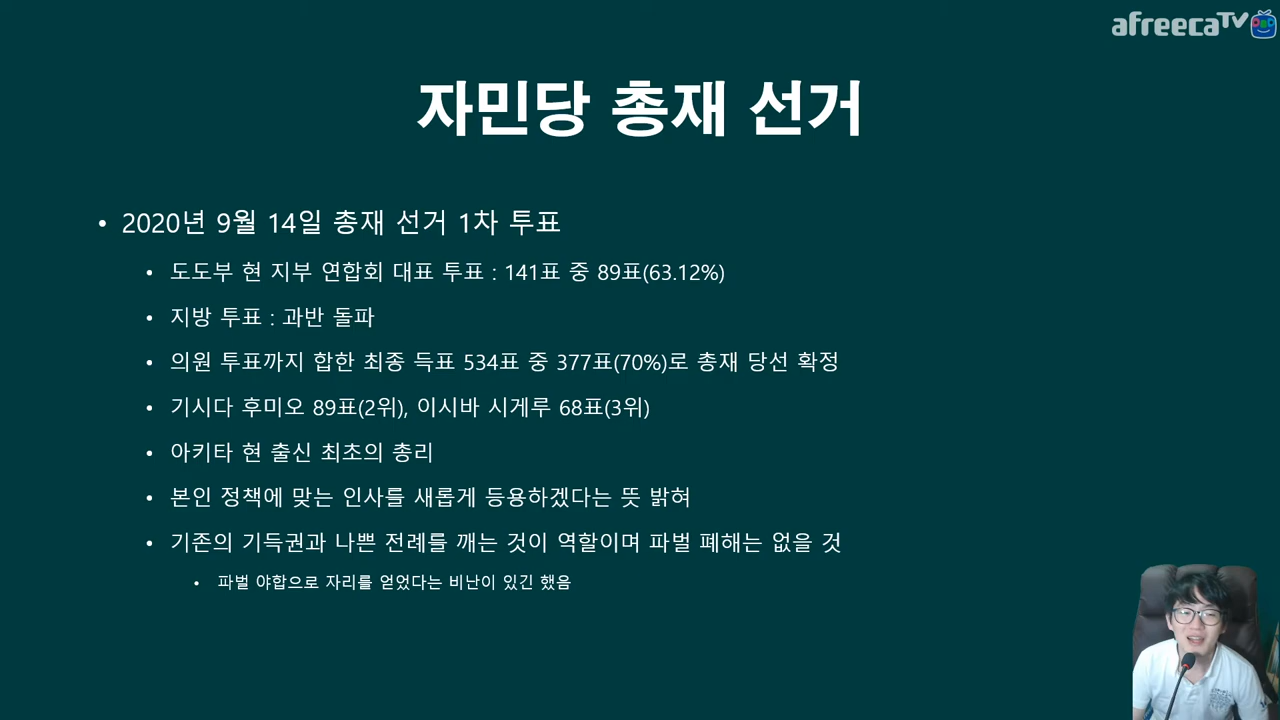 afreecaTV
자민당 총재 선거
• 2020년 9월 14일 총재 선거 1차 투표
• 도도부 현 지부 연합회 대표 투표 : 141표 중 89표(63.12%)
• 지방 투표 : 과반 돌파
• 의원 투표까지 합한 최종 득표 534표 중 377표(70%)로 총재 당선 확정
• 기시다 후미오 89표(2위), 이시바 시게루 68표(3위)
• 아키타 현 출신 최초의 총리
• 본인 정책에 맞는 인사를 새롭게 등용하겠다는 뜻 밝혀
• 기존의 기득권과 나쁜 전례를 깨는 것이 역할이며 파벌 폐해는 없을 것
• 파벌 야합으로 자리를 얻었다는 비난이 있긴 했음